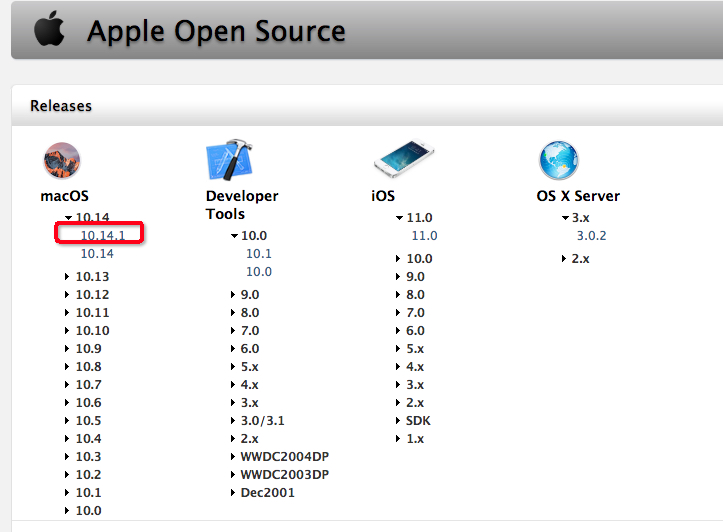 Apple Open Source
Releases
macOS
10.14
10.14.1
10.14
10.13
10.12
10.11
10.10
10.9
10.8
10.7
10.6
10.5
10.4
10.3
10.2
10.1
10.0
Developer
Tools
10.0
10.1
10.0
9.0
8.0
7.0
6.0
5.x
4.x
3.x
3.0/3.1
2.x
WWDC2004DP
WWDC2003DP
Dec2001
iOS
11.0
11.0
10.0
9.0
8.0
7.0
6.0
5.x
4.x
3.x
2.x
SDK
1.x
OS X Server
3.x
3.0.2
2.x